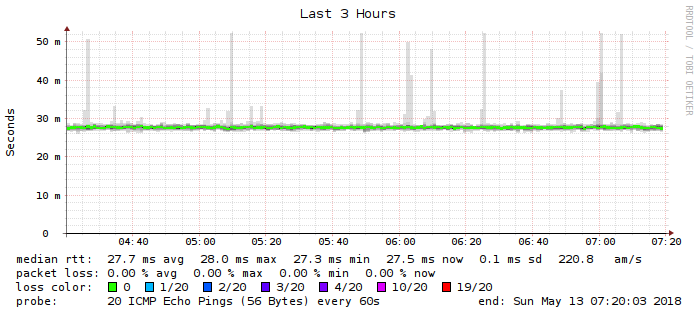 Last 3 Hours
RRDTOOL / TOBI OETIKER
Seconds
50 m
40 m
30 m
20 m
10 m
0
04:40 05:00 05:20 05:40 06:00 06:20 06:40 07:00 07:20
median rtt: 27.7 ms avg 28.0 ms max 27.3 ms min 27.5 ms now 0.1 ms sd 220.8 am/s
packet loss: 0.00 % avg 0.00 % max 0.00 % min 0.00 % now
loss color: 0 1/20 2/20 3/20 4/20 10/20 19/20
probe: 20 ICMP Echo Pings (56 Bytes) every 60s end: Sun May 13 07:20:03 2018